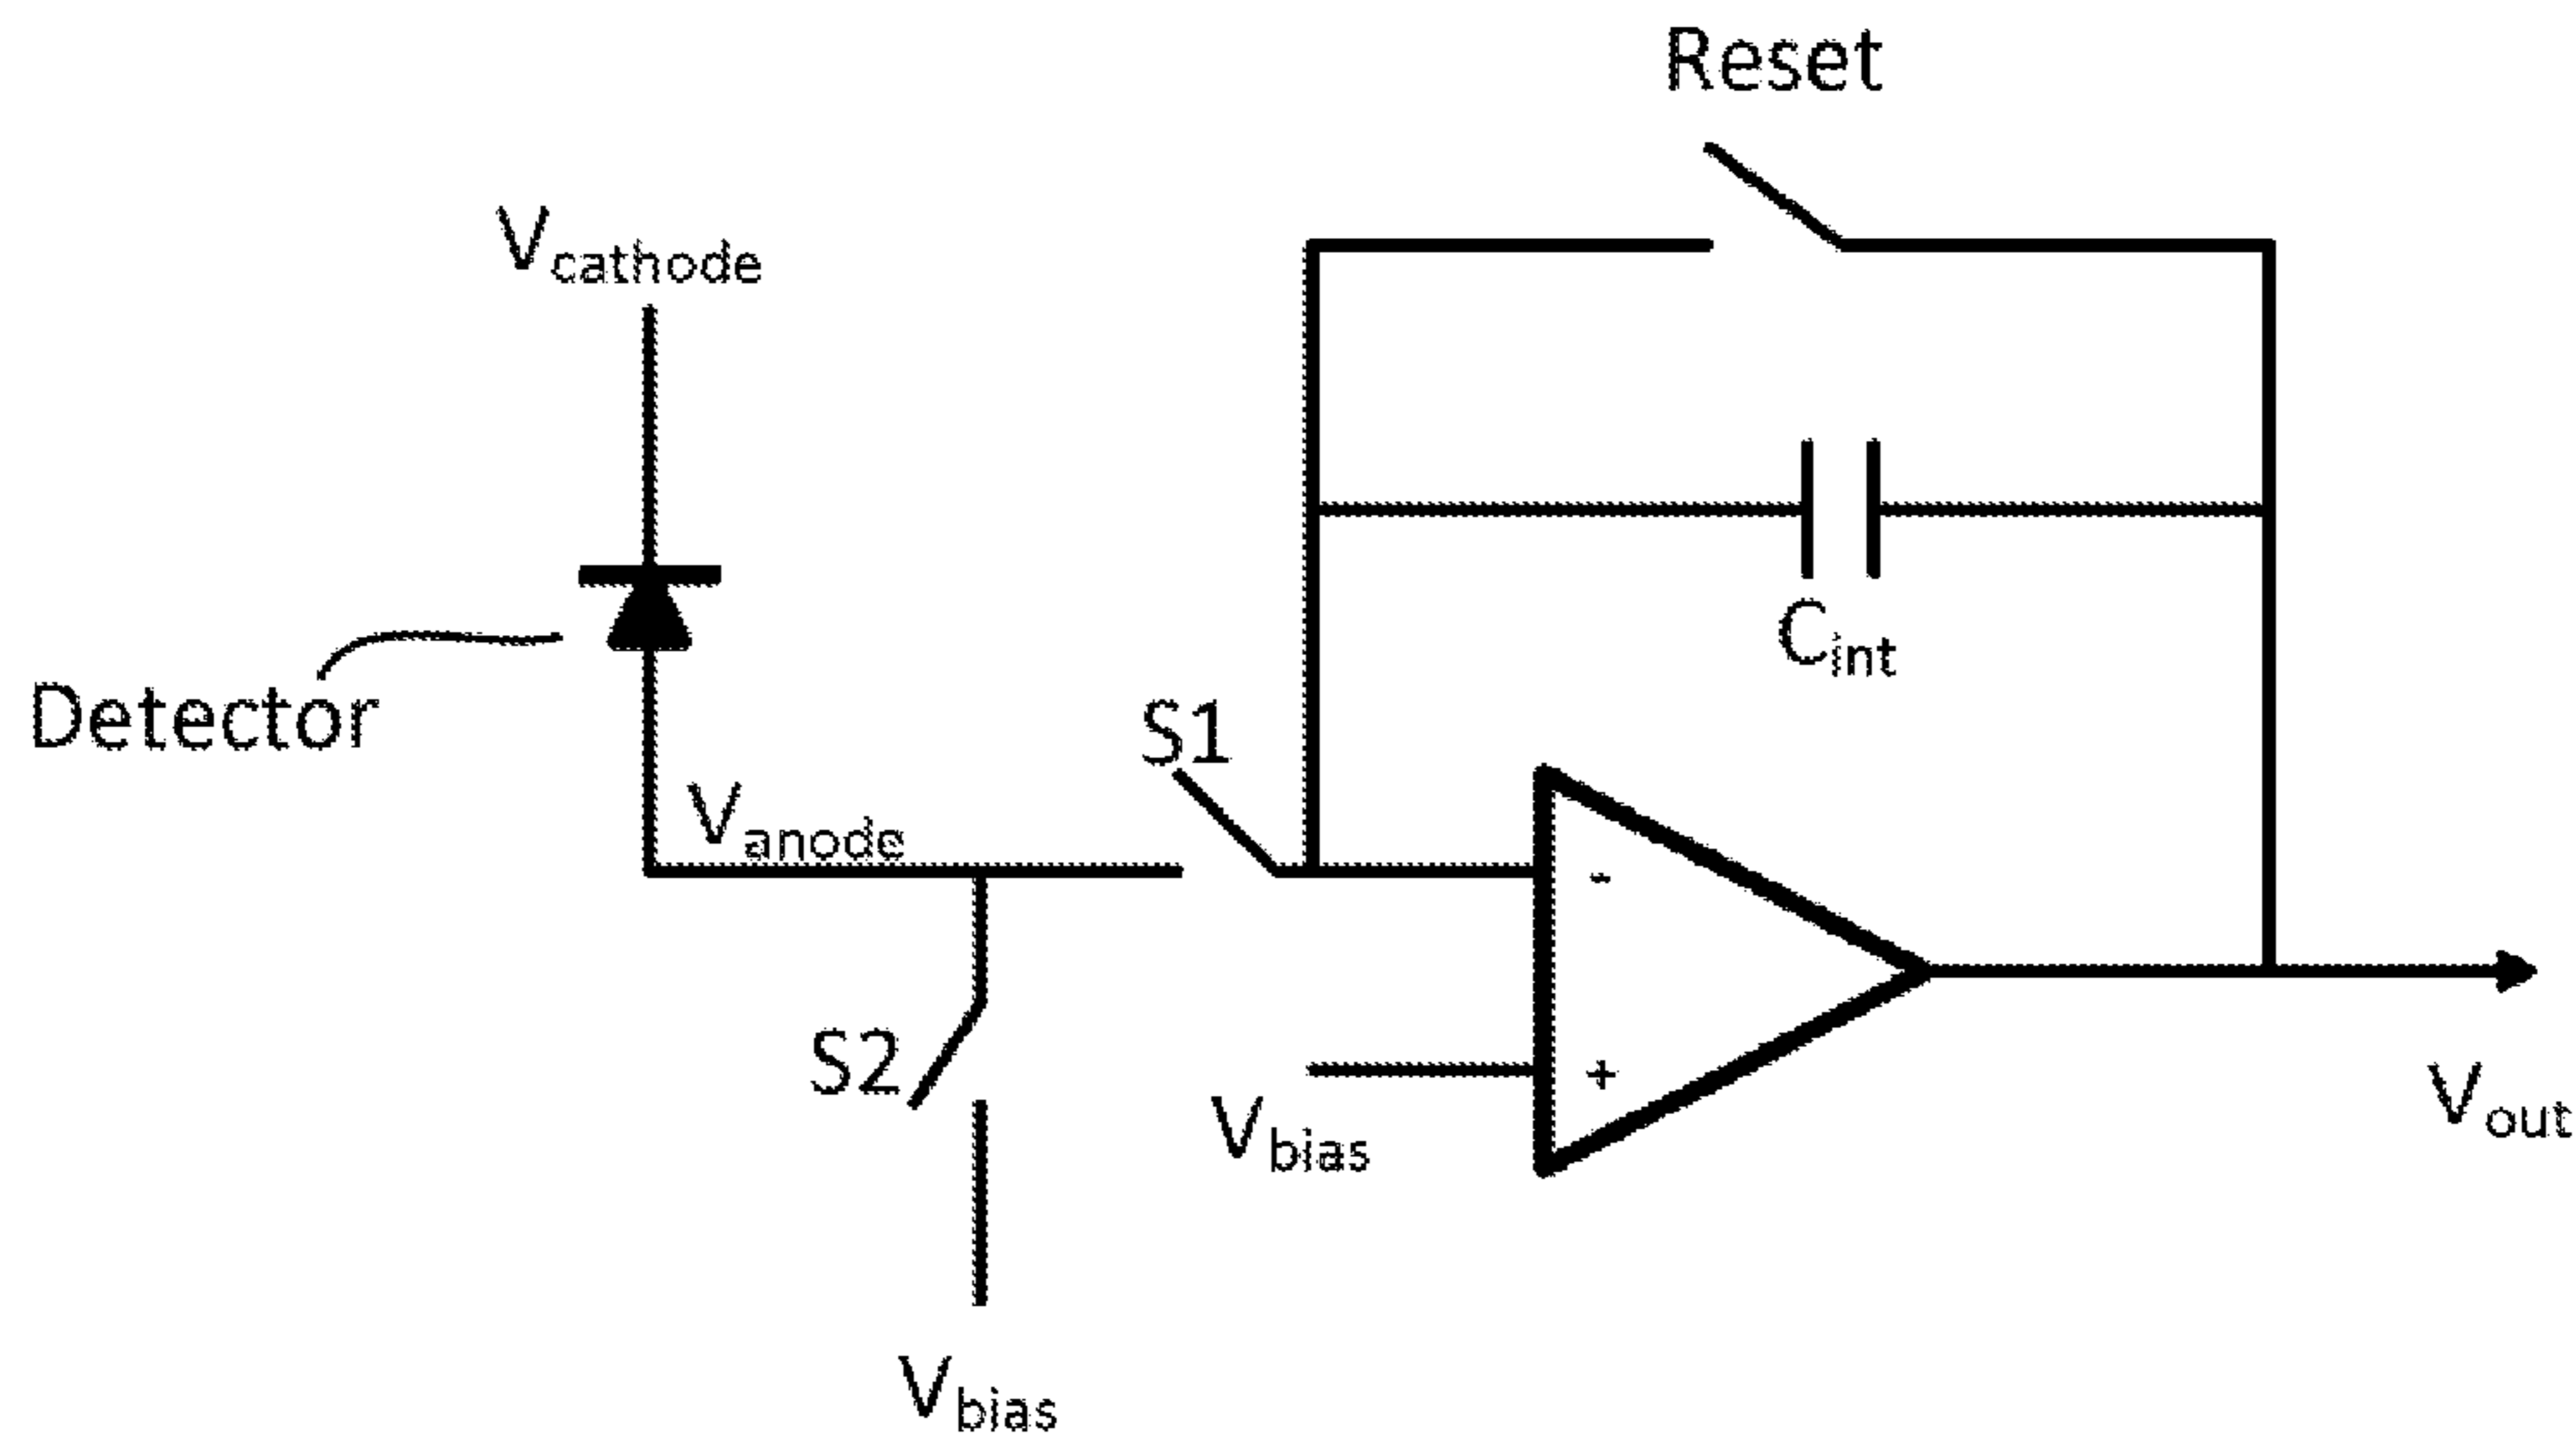 Reset
Vcathode
Cint
Detector
S1
Vanode
-
S2
+
Vbias
Vout
Vbias